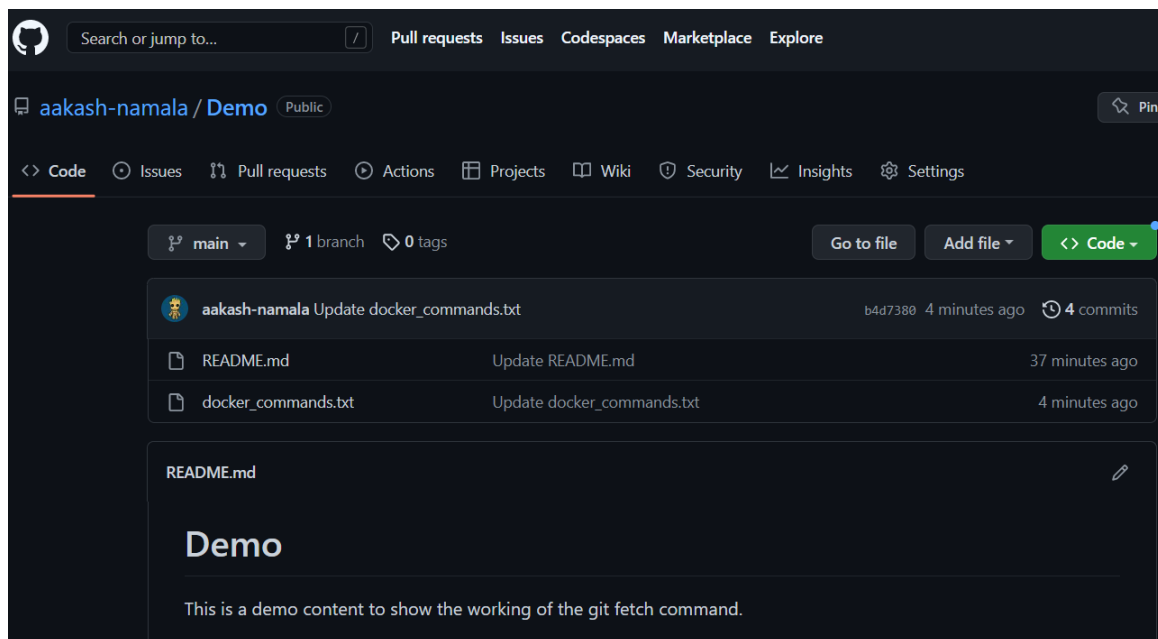 Search or jump to... / Pull requests Issues Codespaces Marketplace Explore
aakash-namala / Demo Public Pin
<> Code Issues Pull requests Actions Projects Wiki Security Insights Settings
main 1 branch 0 tags Go to file Add file <> Code
aakash-namala Update docker_commands.txt b4d7380 4 minutes ago 4 commits
README.md Update README.md 37 minutes ago
docker_commands.txt Update docker_commands.txt 4 minutes ago
README.md
Demo
This is a demo content to show the working of the git fetch command.